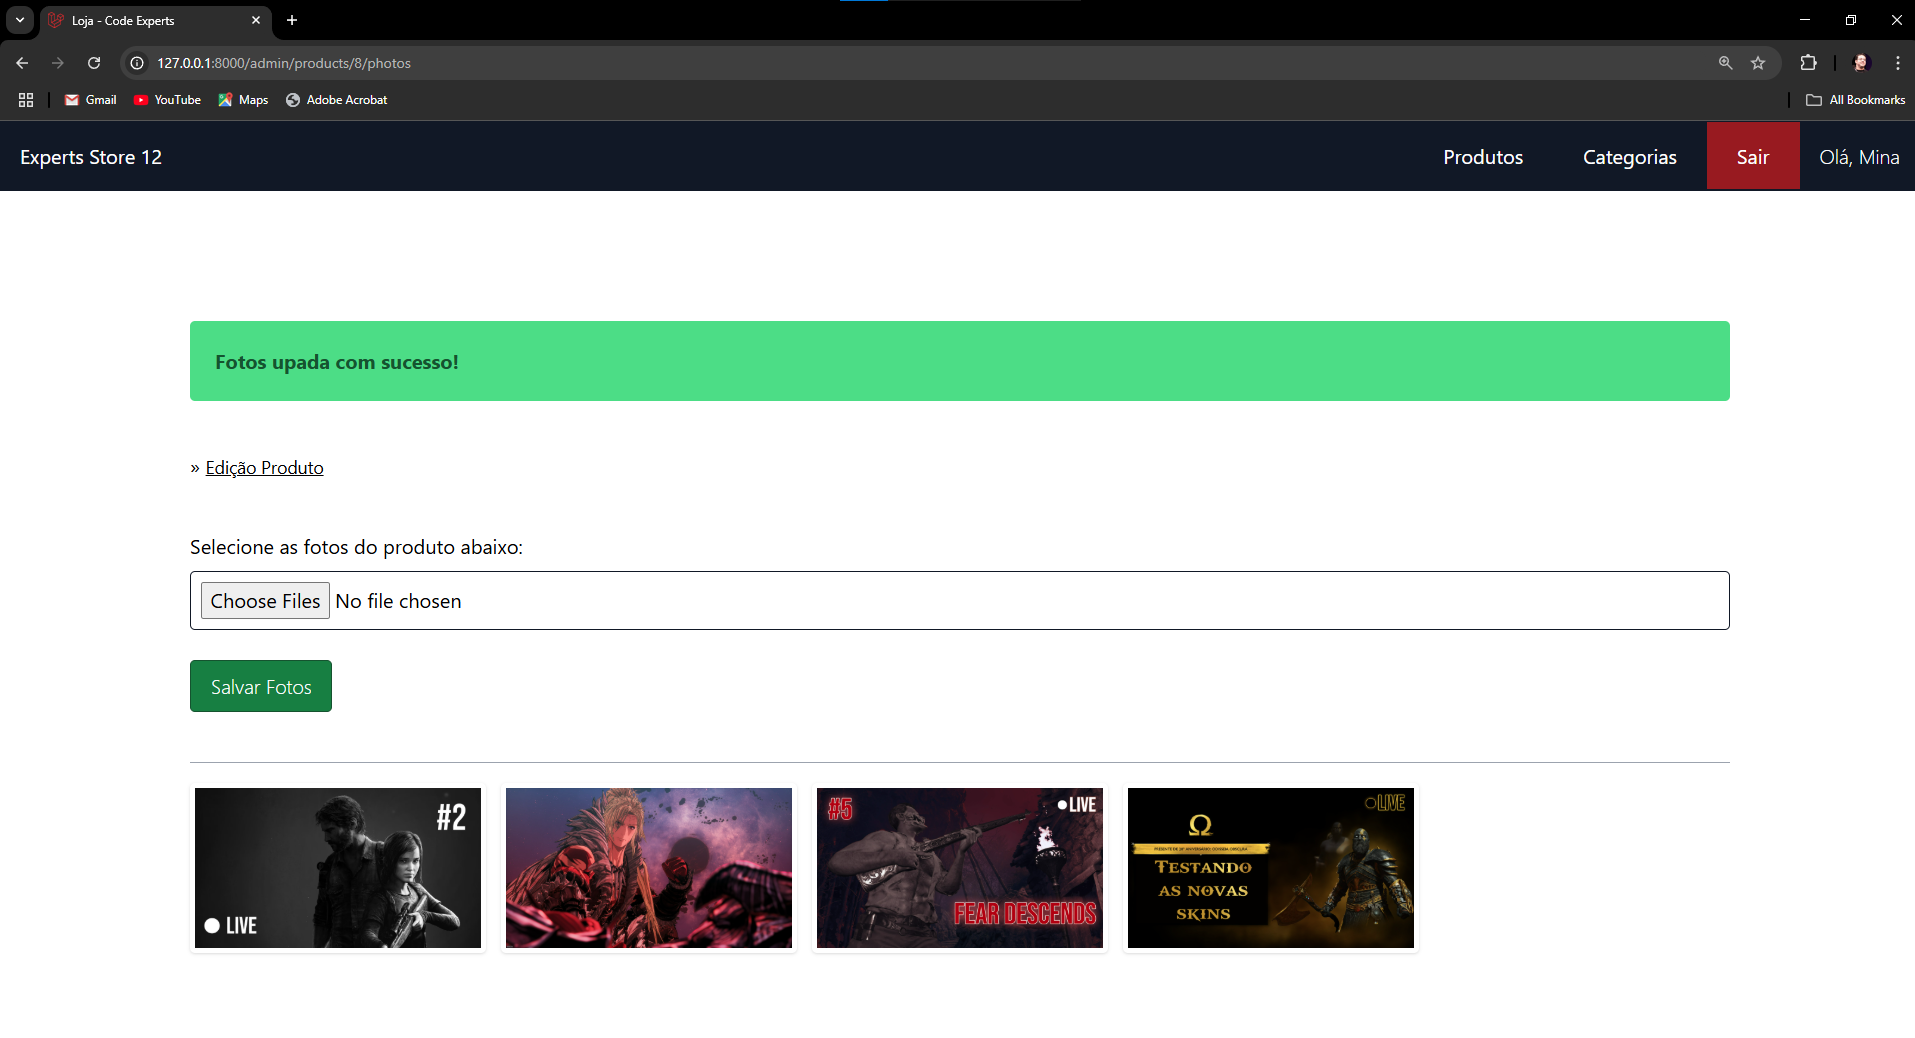 Loja - Code Experts
127.0.0.1:8000/admin/products/8/photos
Gmail
YouTube
Maps
Adobe Acrobat
All Bookmarks
Experts Store 12
Produtos
Categorias
Sair
Olá, Mina
Fotos upada com sucesso!
» Edição Produto
Selecione as fotos do produto abaixo:
Choose Files No file chosen
Salvar Fotos
#2
LIVE
#5
LIVE
FEAR DESCENDS
LIVE
Ω
TESTANDO
AS NOVAS
SKINS